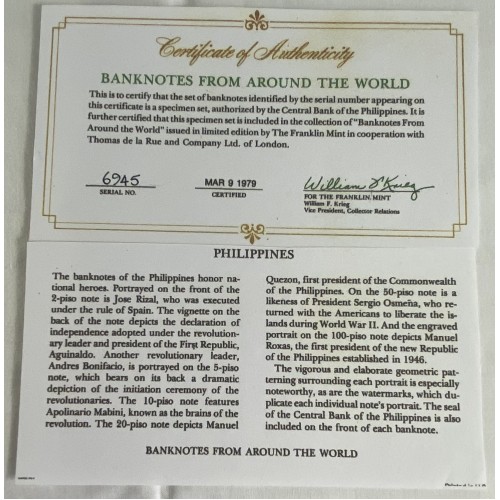 Certificate of Authenticity
BANKNOTES FROM AROUND THE WORLD
This is to certify that the set of banknotes identified by the serial number appearing on
this certificate is a specimen set, authorized by the Central Bank of the Philippines. It is
further certified that this specimen set is included in the collection of "Banknotes From
Around the World" issued in limited edition by The Franklin Mint in cooperation with
Thomas de la Rue and Company Ltd. of London.
6945
SERIAL NO.
MAR 9 1979
CERTIFIED
William F Krieg
FOR THE FRANKLIN MINT
William F. Krieg
Vice President, Collector Relations
PHILIPPINES
The banknotes of the Philippines honor na-
tional heroes. Portrayed on the front of the
2-piso note is Jose Rizal, who was executed
under the rule of Spain. The vignette on the
back of the note depicts the declaration of
independence adopted under the revolution-
ary leader and president of the First Republic,
Aguinaldo. Another revolutionary leader,
Andres Bonifacio, is portrayed on the 5-piso
note, which bears on its back a dramatic
depiction of the initiation ceremony of the
revolutionaries. The 10-piso note features
Apolinario Mabini, known as the brains of the
revolution. The 20-piso note depicts Manuel
Quezon, first president of the Commonwealth
of the Philippines. On the 50-piso note is a
likeness of President Sergio Osmeña, who re-
turned with the Americans to liberate the is-
lands during World War II. And the engraved
portrait on the 100-piso note depicts Manuel
Roxas, the first president of the new Republic
of the Philippines established in 1946.
The vigorous and elaborate geometric pat-
terning surrounding each portrait is especially
noteworthy, as are the watermarks, which du-
plicate each individual note's portrait. The seal
of the Central Bank of the Philippines is also
included on the front of each banknote.
BANKNOTES FROM AROUND THE WORLD